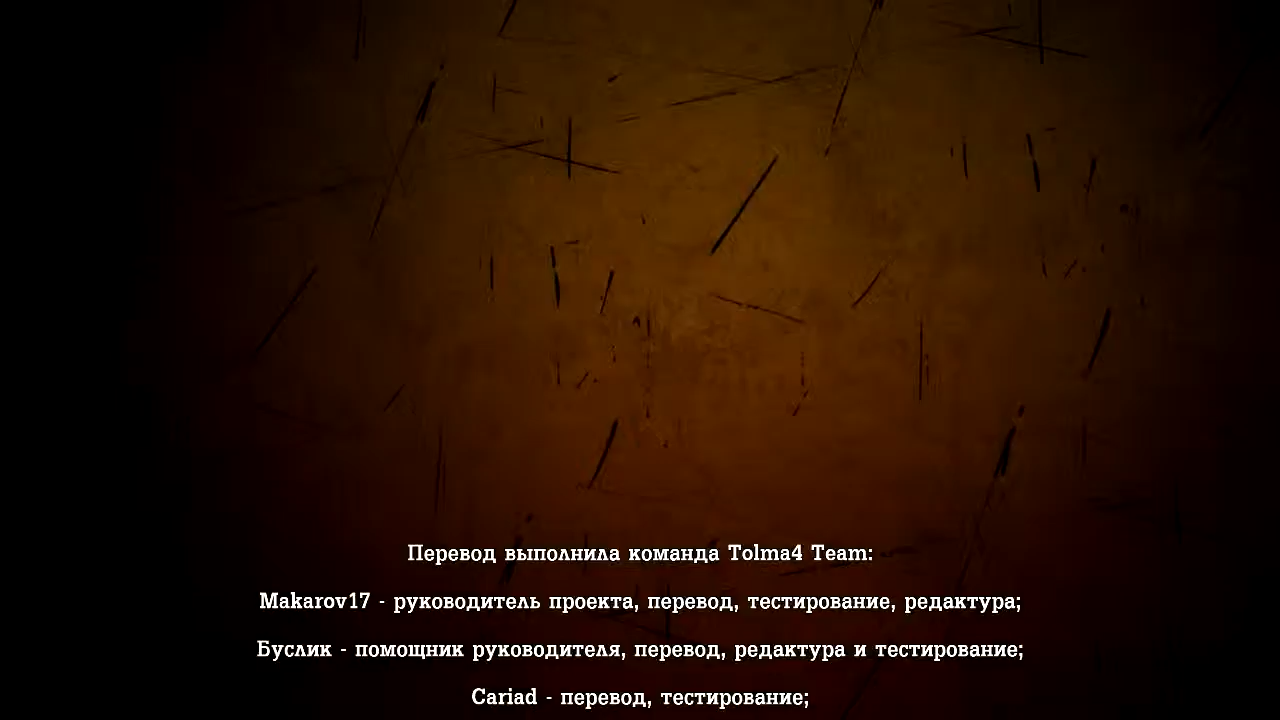 Перевод выполнила команда Tolma4 Team:
Makarov17 - руководитель проекта, перевод, тестирование, редактура;
Буслик - помощник руководителя, перевод, редактура и тестирование;
Cariad - перевод, тестирование;